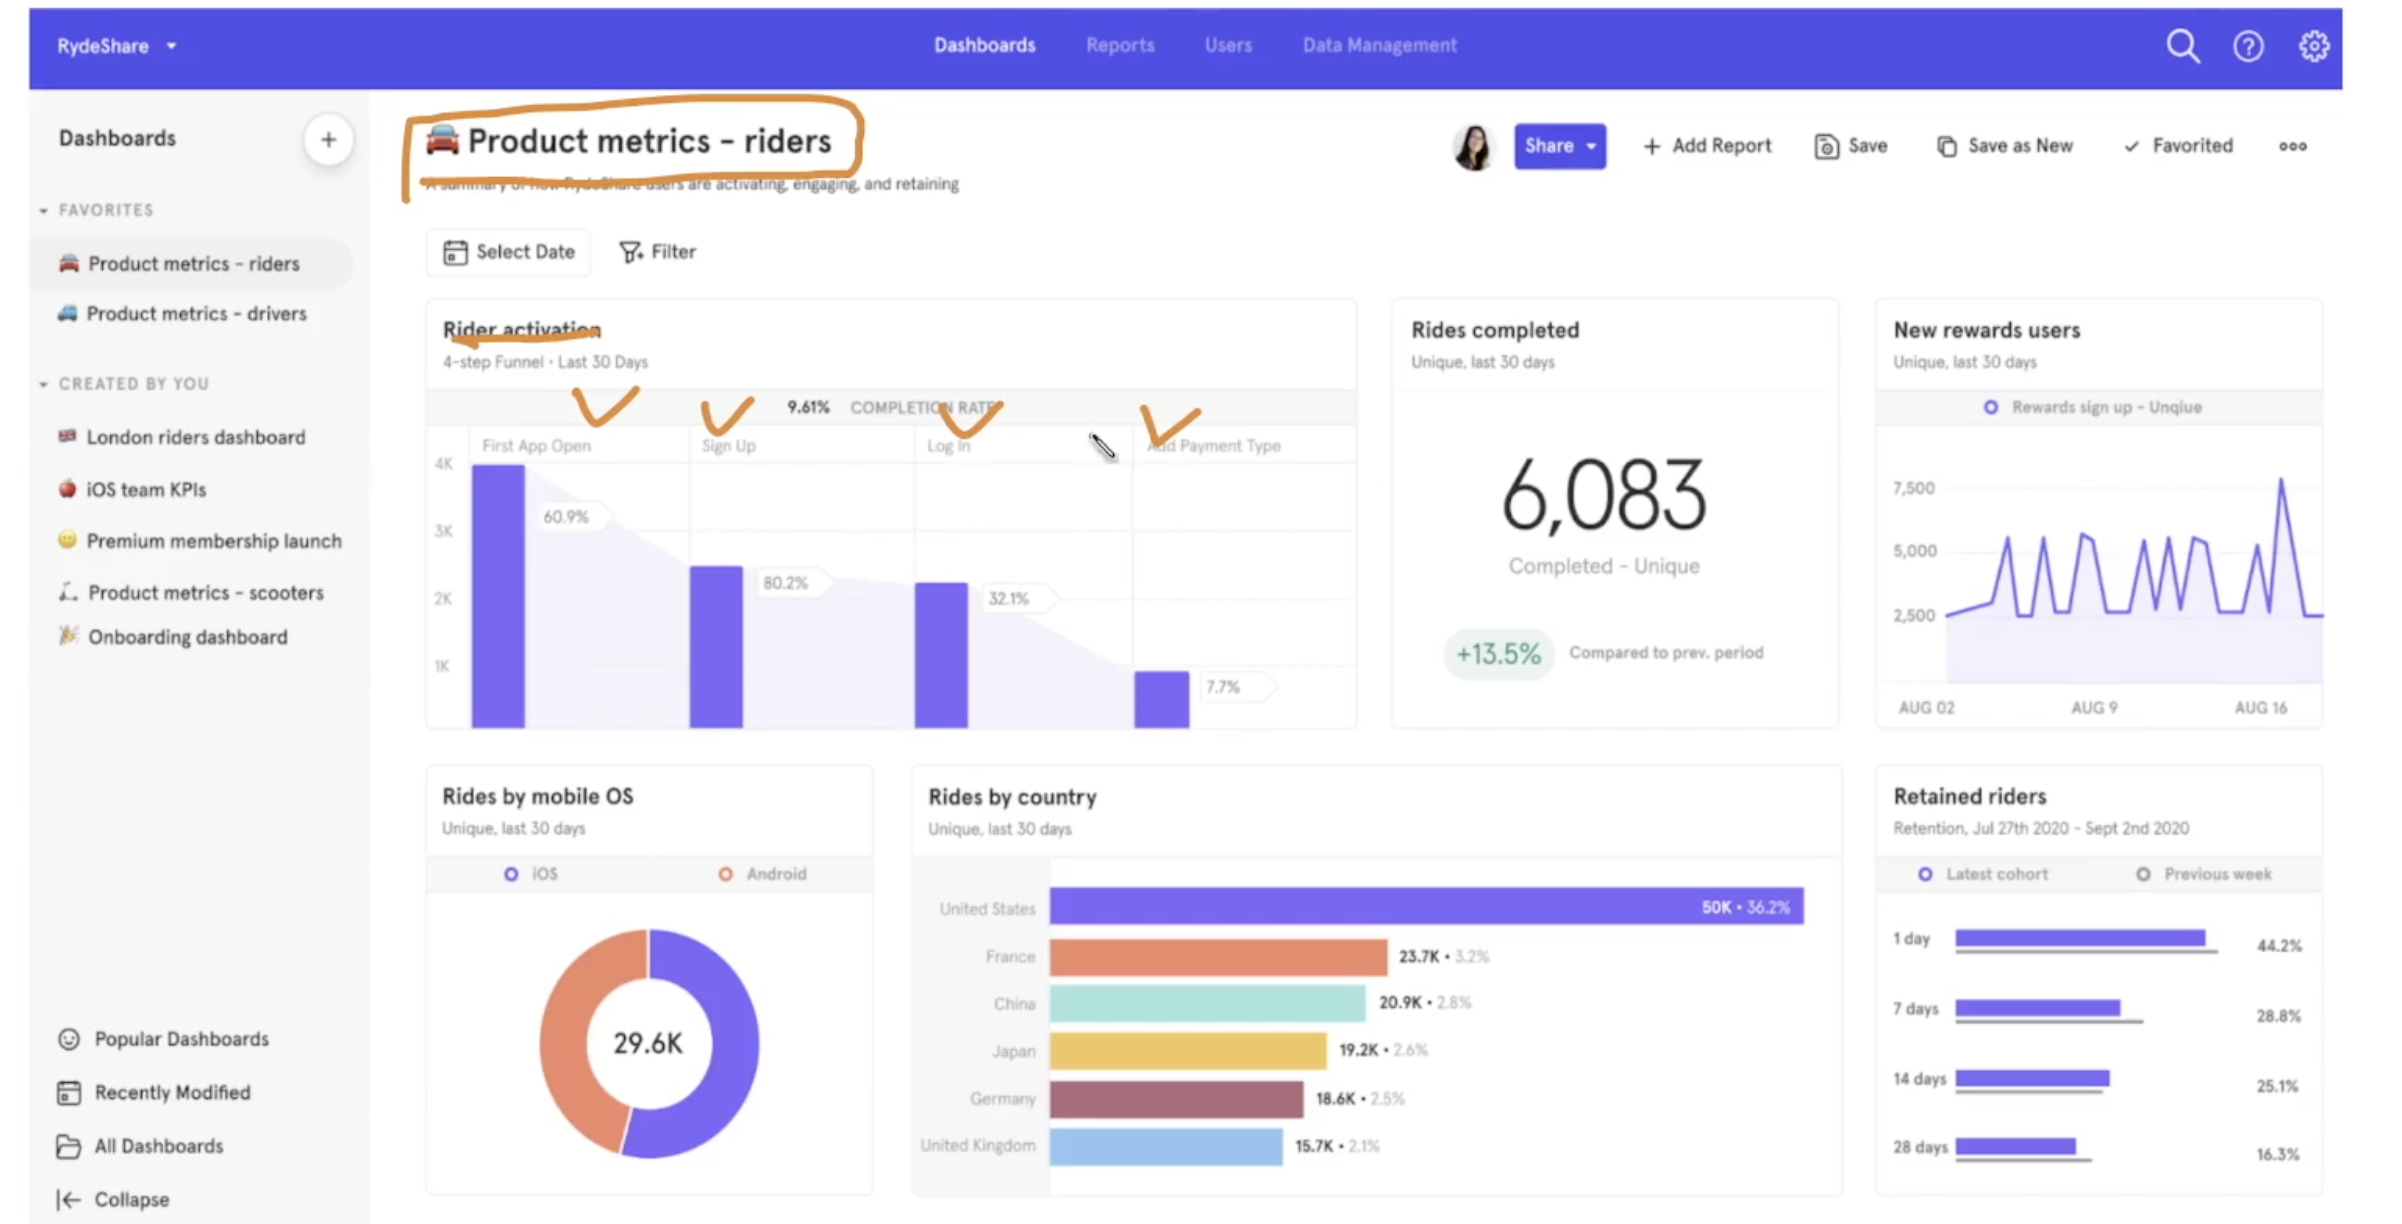 RydeShare
Dashboards Reports Users Data Management
Dashboards
+
FAVORITES
Product metrics - riders
Product metrics - drivers
CREATED BY YOU
London riders dashboard
iOS team KPIs
Premium membership launch
Product metrics - scooters
Onboarding dashboard
Popular Dashboards
Recently Modified
All Dashboards
Collapse
Product metrics - riders
A summary of how RydeShare users are activating, engaging, and retaining
Share + Add Report Save Save as New Favorited
Select Date Filter
Rider activation
4-step Funnel • Last 30 Days
9.61% COMPLETION RATE
First App Open Sign Up Log In Add Payment Type
4K
3K
2K
1K
60.9%
80.2%
32.1%
7.7%
Rides completed
Unique, last 30 days
6,083
Completed - Unique
+13.5% Compared to prev. period
New rewards users
Unique, last 30 days
Rewards sign up - Unqiue
7,500
5,000
2,500
AUG 02 AUG 9 AUG 16
Rides by mobile OS
Unique, last 30 days
iOS Android
29.6K
Rides by country
Unique, last 30 days
United States 50K • 36.2%
France 23.7K • 3.2%
China 20.9K • 2.8%
Japan 19.2K • 2.6%
Germany 18.6K • 2.5%
United Kingdom 15.7K • 2.1%
Retained riders
Retention, Jul 27th 2020 - Sept 2nd 2020
Latest cohort Previous week
1 day 44.2%
7 days 28.8%
14 days 25.1%
28 days 16.3%